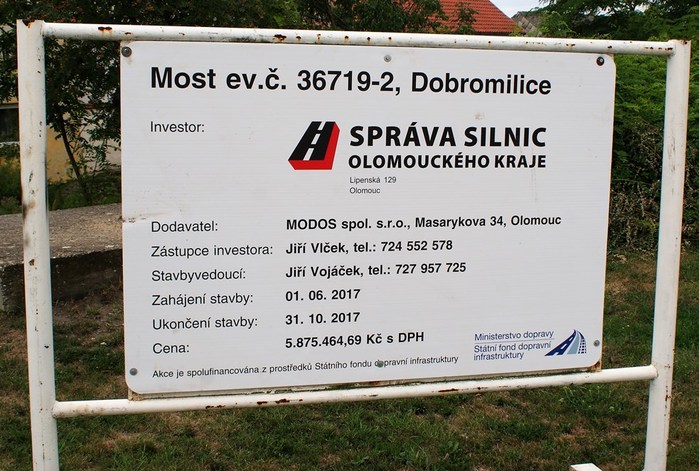 Most ev.č. 36719-2, Dobromilice
Investor:
SPRÁVA SILNIC
OLOMOUCKÉHO KRAJE
Lipenská 129
Olomouc
Dodavatel: MODOS spol. s.r.o., Masarykova 34, Olomouc
Zástupce investora: Jiří Vlček, tel.: 724 552 578
Stavbyvedoucí: Jiří Vojáček, tel.: 727 957 725
Zahájení stavby: 01. 06. 2017
Ukončení stavby: 31. 10. 2017
Cena: 5.875.464,69 Kč s DPH
Ministerstvo dopravy
Státní fond dopravní
infrastruktury
Akce je spolufinancována z prostředků Státního fondu dopravní infrastruktury